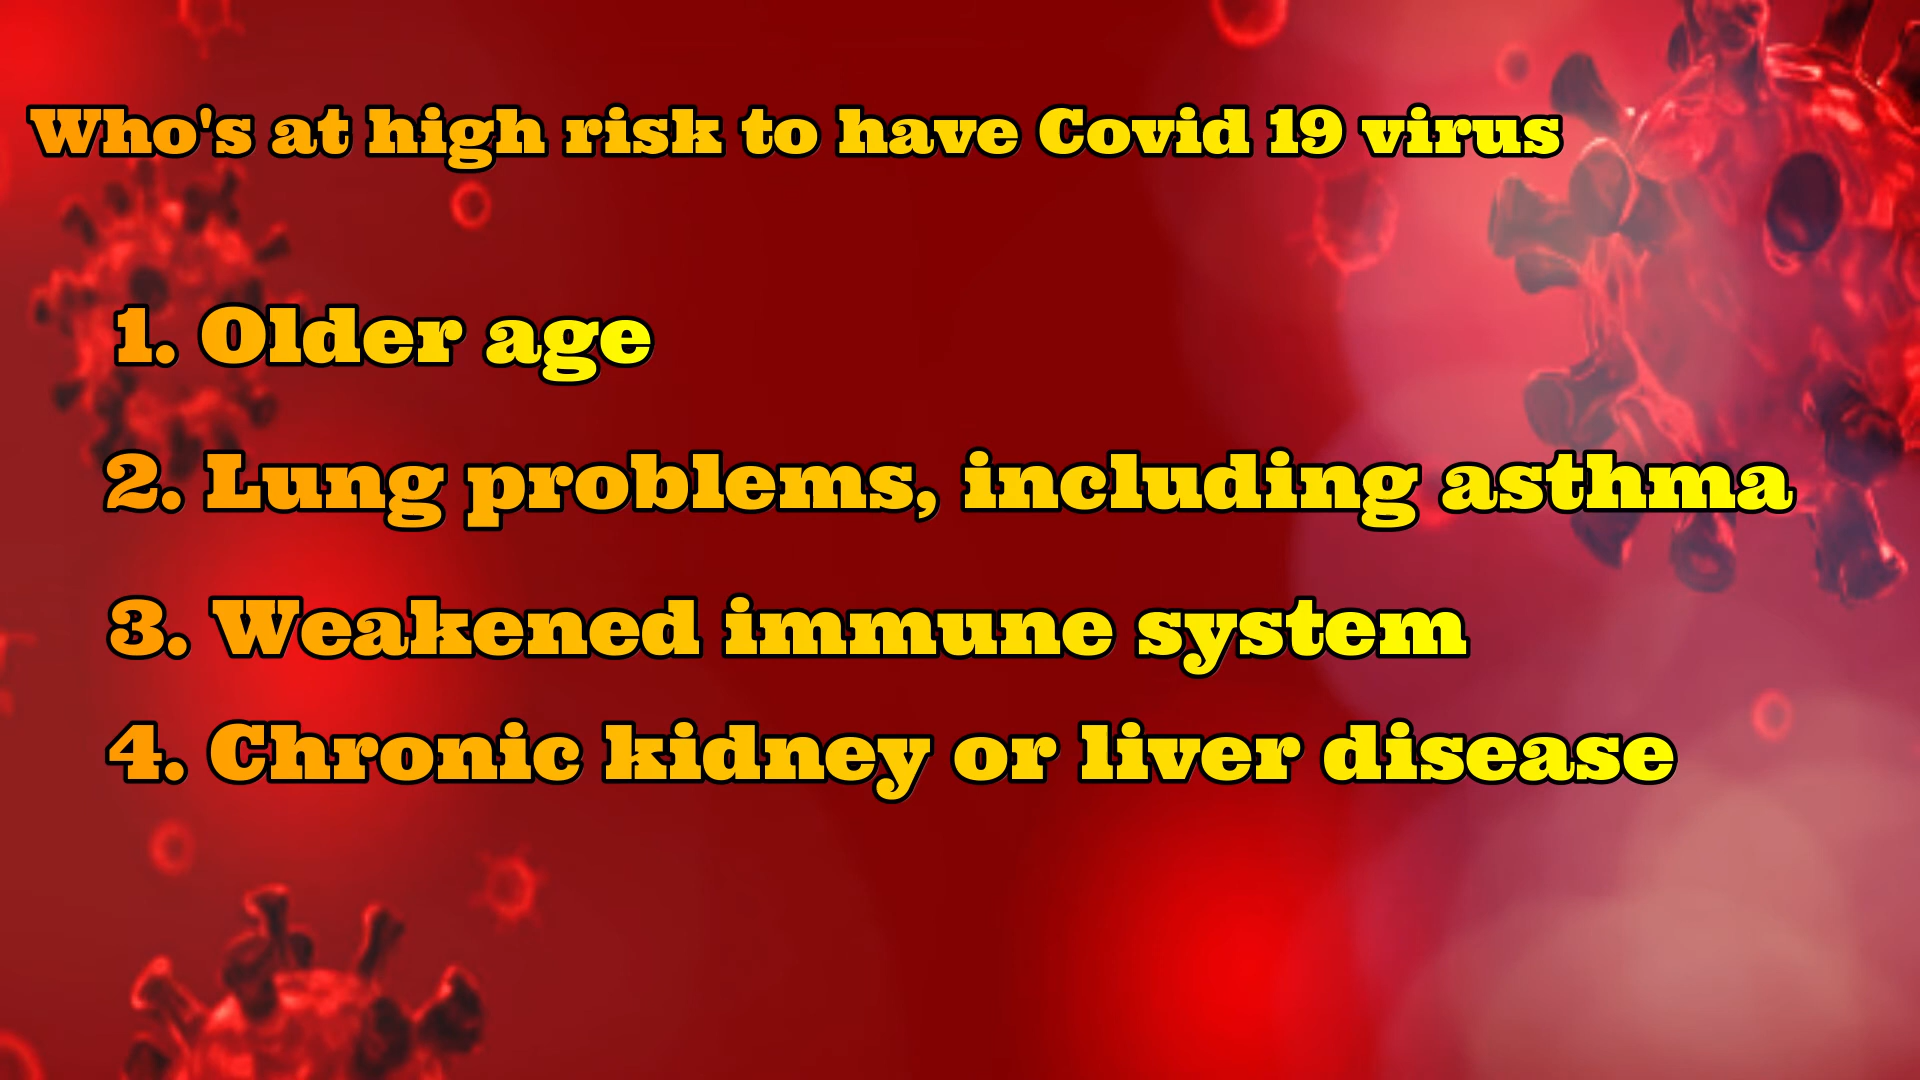 Who's at high risk to have Covid 19 virus
1. Older age
2. Lung problems, including asthma
3. Weakened immune system
4. Chronic kidney or liver disease